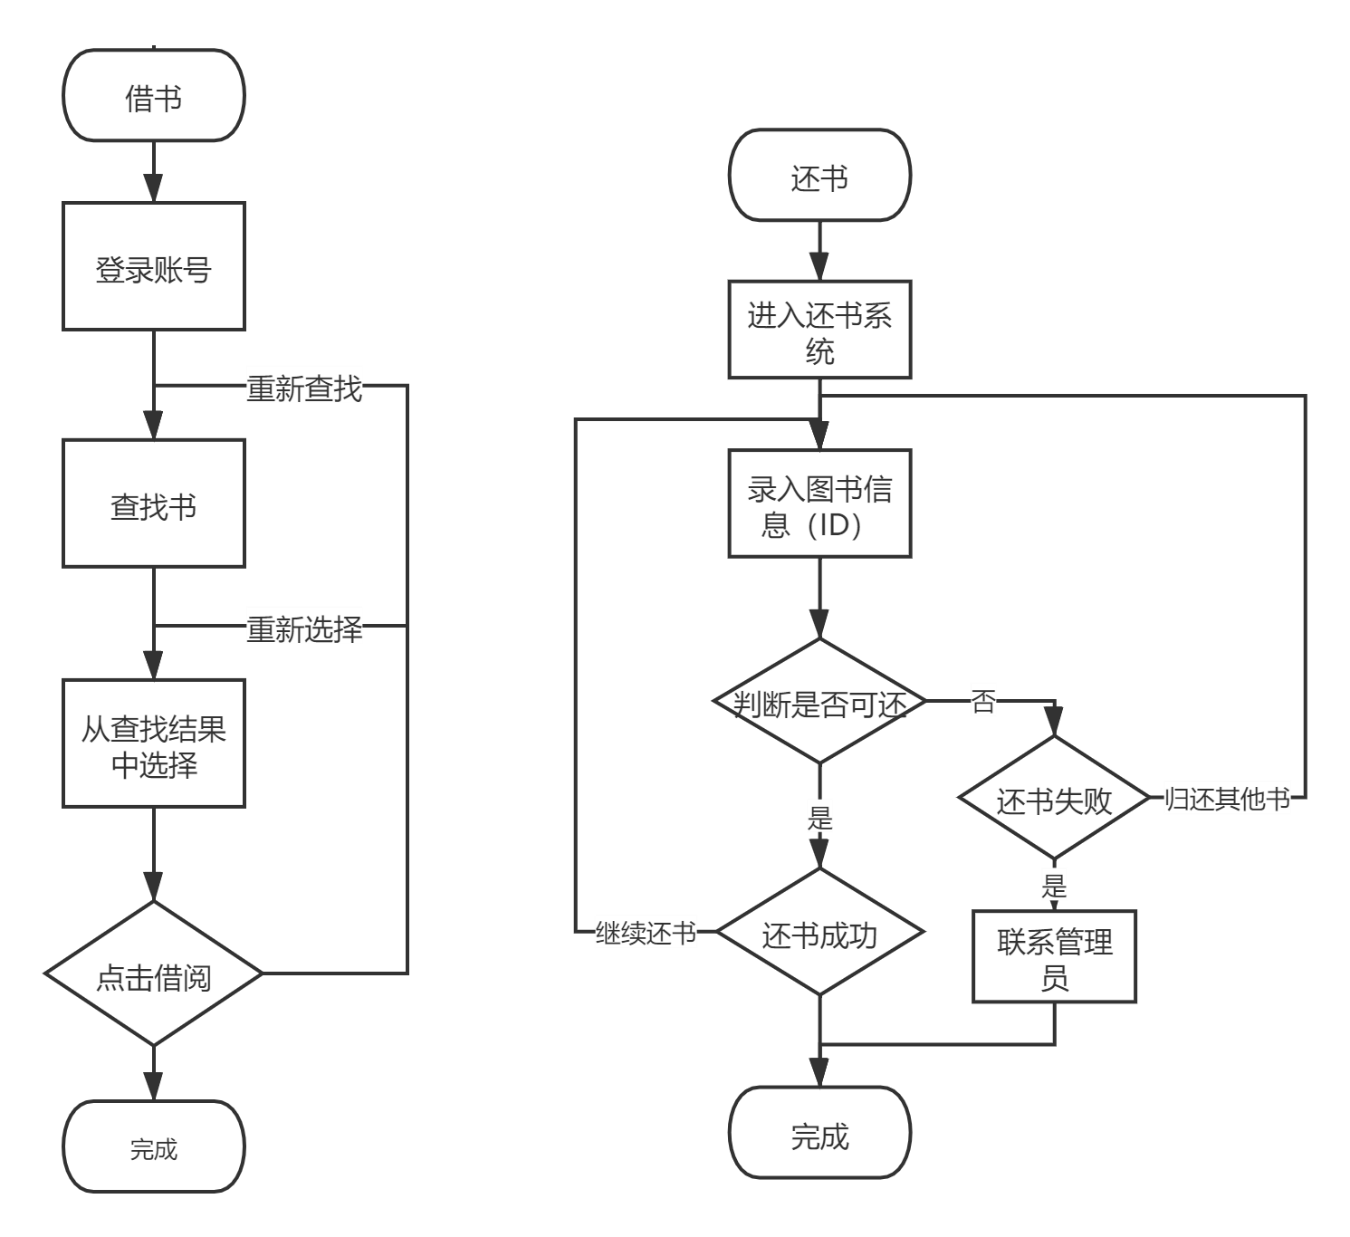 借书
登录账号
重新查找
查找书
重新选择
从查找结果
中选择
点击借阅
完成
还书
进入还书系
统
录入图书信
息（ID）
判断是否可还
否
是
还书失败
归还其他书
是
继续还书
还书成功
联系管理
员
完成